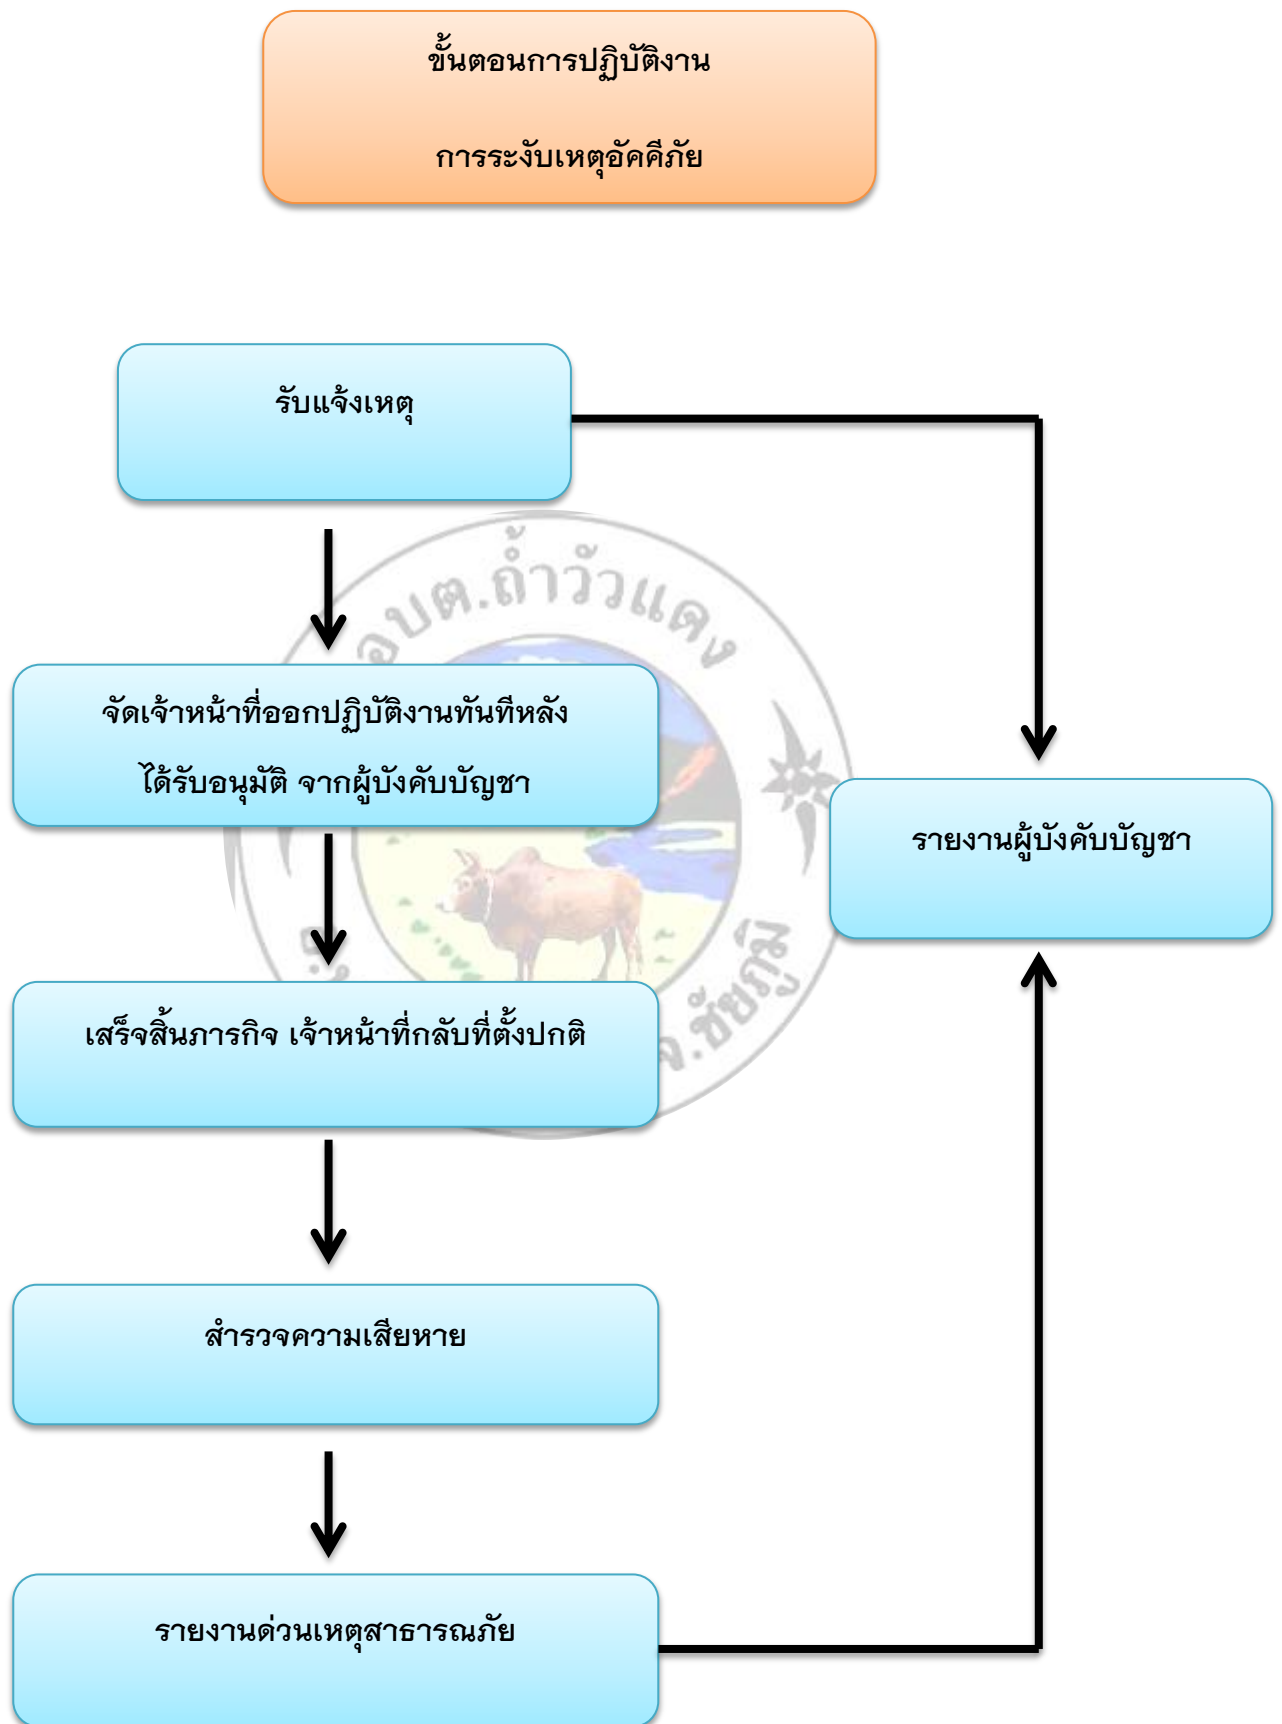 ขั้นตอนการปฏิบัติงาน
การระงับเหตุอัคคีภัย
รับแจ้งเหตุ
อบต.ถ้ำวัวแดง
จัดเจ้าหน้าที่ออกปฏิบัติงานทันทีหลัง
ได้รับอนุมัติ จากผู้บังคับบัญชา
รายงานผู้บังคับบัญชา
จ.ชัยภูมิ
เสร็จสิ้นภารกิจ เจ้าหน้าที่กลับที่ตั้งปกติ
สำรวจความเสียหาย
รายงานด่วนเหตุสาธารณภัย